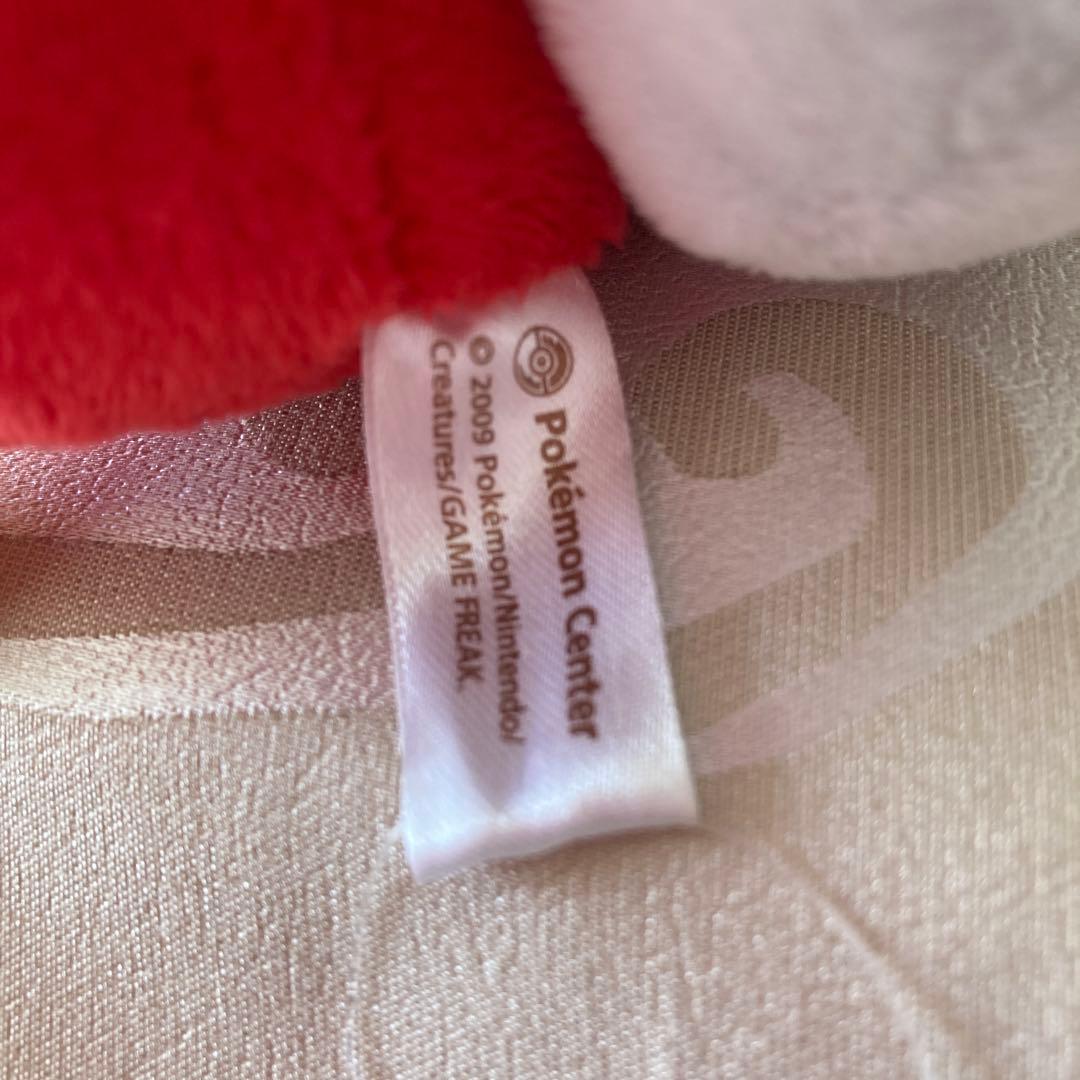 Pokémon Center
© 2009 Pokémon/Nintendo/
Creatures/GAME FREAK.